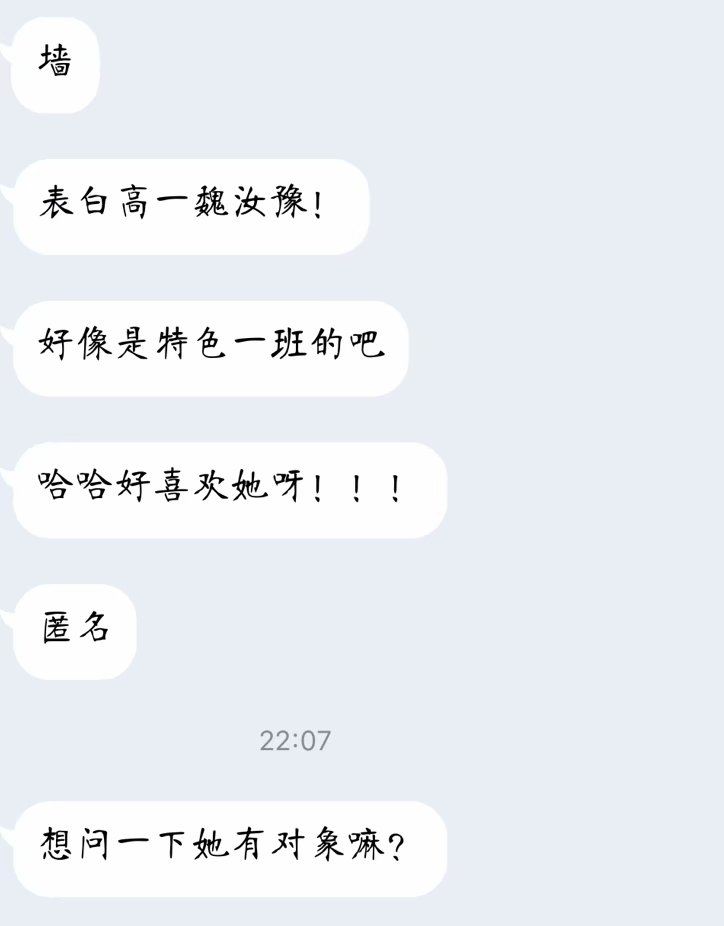 墙
表白高一魏汝豫！
好像是特色一班的吧
哈哈好喜欢她呀！！！
匿名
22:07
想问一下她有对象嘛？